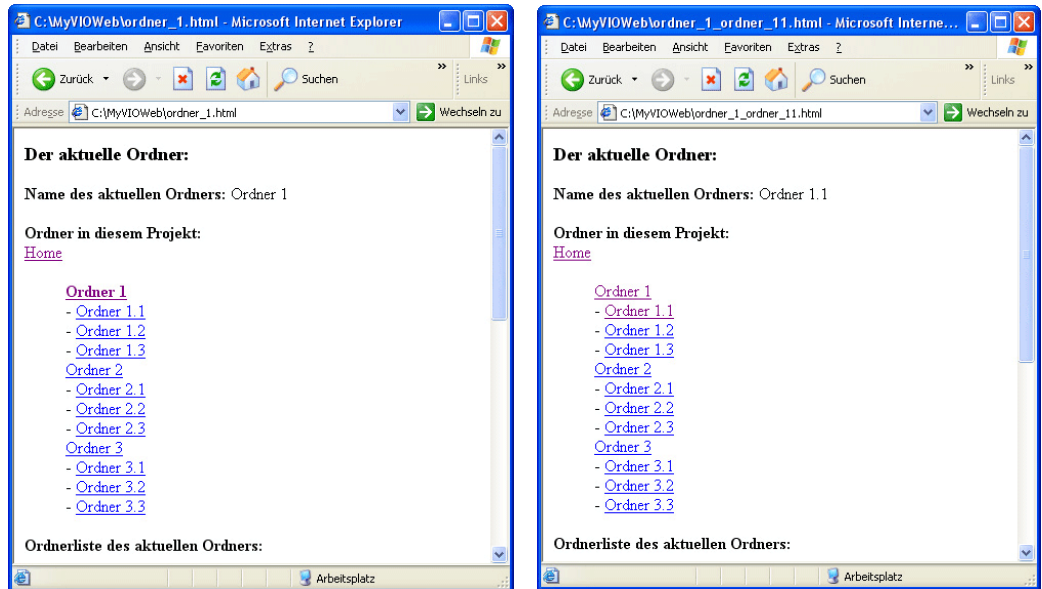 C:\MyVIOWeb\ordner_1.html - Microsoft Internet Explorer
Datei Bearbeiten Ansicht Favoriten Extras ?
Zurück Suchen » Links »
Adresse C:\MyVIOWeb\ordner_1.html Wechseln zu
Der aktuelle Ordner:
Name des aktuellen Ordners: Ordner 1
Ordner in diesem Projekt:
Home
Ordner 1
- Ordner 1.1
- Ordner 1.2
- Ordner 1.3
Ordner 2
- Ordner 2.1
- Ordner 2.2
- Ordner 2.3
Ordner 3
- Ordner 3.1
- Ordner 3.2
- Ordner 3.3
Ordnerliste des aktuellen Ordners:
Arbeitsplatz
C:\MyVIOWeb\ordner_1_ordner_11.html - Microsoft Interne...
Datei Bearbeiten Ansicht Favoriten Extras ?
Zurück Suchen » Links »
Adresse C:\MyVIOWeb\ordner_1_ordner_11.html Wechseln zu
Der aktuelle Ordner:
Name des aktuellen Ordners: Ordner 1.1
Ordner in diesem Projekt:
Home
Ordner 1
- Ordner 1.1
- Ordner 1.2
- Ordner 1.3
Ordner 2
- Ordner 2.1
- Ordner 2.2
- Ordner 2.3
Ordner 3
- Ordner 3.1
- Ordner 3.2
- Ordner 3.3
Ordnerliste des aktuellen Ordners:
Arbeitsplatz